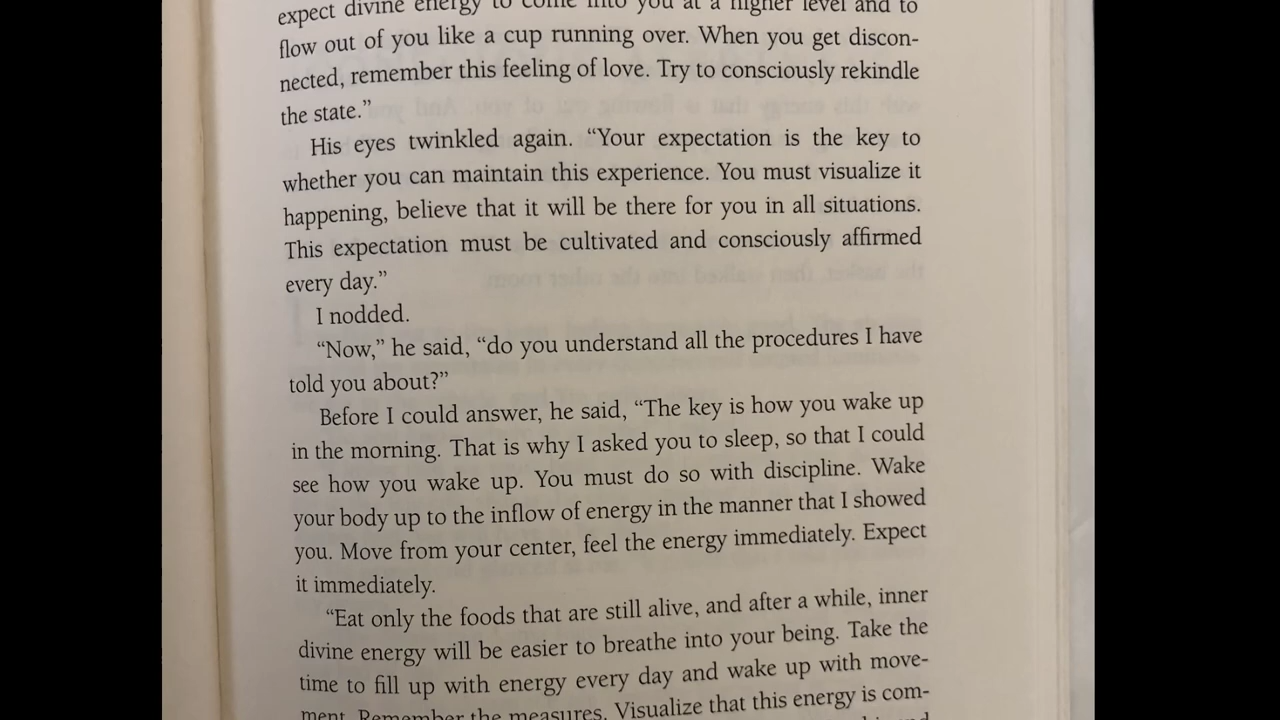 expect divine energy to come into you at a higher level and to
flow out of you like a cup running over. When you get discon-
nected, remember this feeling of love. Try to consciously rekindle
the state.”
His eyes twinkled again. “Your expectation is the key to
whether you can maintain this experience. You must visualize it
happening, believe that it will be there for you in all situations.
This expectation must be cultivated and consciously affirmed
every day.”
I nodded.
“Now,” he said, “do you understand all the procedures I have
told you about?”
Before I could answer, he said, “The key is how you wake up
in the morning. That is why I asked you to sleep, so that I could
see how you wake up. You must do so with discipline. Wake
your body up to the inflow of energy in the manner that I showed
you. Move from your center, feel the energy immediately. Expect
it immediately.
“Eat only the foods that are still alive, and after a while, inner
divine energy will be easier to breathe into your being. Take the
time to fill up with energy every day and wake up with move-
ment. Remember the measures. Visualize that this energy is com-